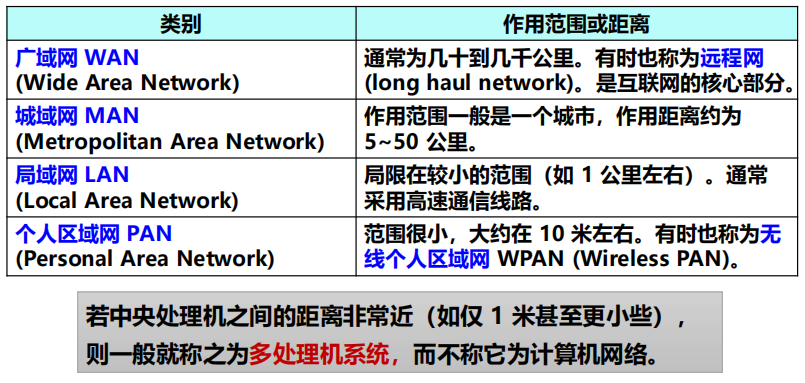 类别
作用范围或距离
广域网 WAN
(Wide Area Network)
通常为几十到几千公里。有时也称为远程网
(long haul network)。是互联网的核心部分。
城域网 MAN
(Metropolitan Area Network)
作用范围一般是一个城市，作用距离约为
5~50 公里。
局域网 LAN
(Local Area Network)
局限在较小的范围（如 1 公里左右）。通常
采用高速通信线路。
个人区域网 PAN
(Personal Area Network)
范围很小，大约在 10 米左右。有时也称为无
线个人区域网 WPAN (Wireless PAN)。
若中央处理机之间的距离非常近（如仅 1 米甚至更小些），
则一般就称之为多处理机系统，而不称它为计算机网络。